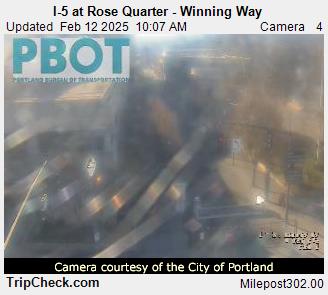 I-5 at Rose Quarter - Winning Way
Updated Feb 12 2025 10:07 AM Camera 4
PBOT
PORTLAND BUREAU OF TRANSPORTATION
Camera courtesy of the City of Portland
TripCheck.com Milepost302.00